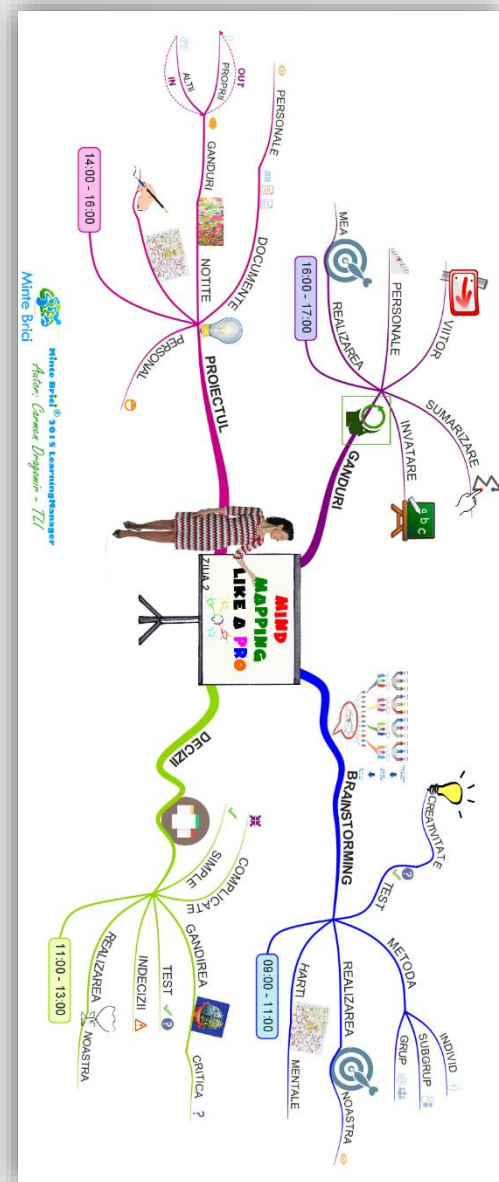 MIND
MAPPING
LIKE A PRO
ZIUA 2
BRAINSTORMING
CREATIVITATE
TEST
METODA
INDIVID
SUBGRUP
GRUP
REALIZAREA
NOASTRA
HARTI
MENTALE
09:00 - 11:00
DECIZII
COMPLICATE
SIMPLE
GANDIREA
CRITICA
TEST
INDECIZII
REALIZAREA
NOASTRA
11:00 - 13:00
PROIECTUL
PERSONAL
DOCUMENTE
PERSONALE
NOTITE
GANDURI
PROPRII
OUT
ALTII
IN
14:00 - 16:00
GANDURI
SUMARIZARE
INVATARE
a b c
VIITOR
PERSONALE
REALIZAREA
MEA
16:00 - 17:00
Minte Brici
Minte Brici® 2015 LearningManager
Autor: Carmen Dragomir - TLI